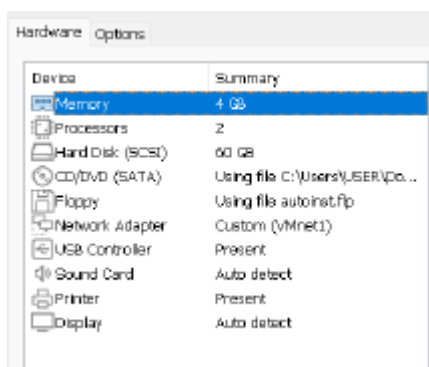 Hardware Options
Device Summary
Memory 4 GB
Processors 2
Hard Disk (SCSI) 60 GB
CD/DVD (SATA) Using file C:\Users\USER\Do...
Floppy Using file autoinst.flp
Network Adapter Custom (VMnet1)
USB Controller Present
Sound Card Auto detect
Printer Present
Display Auto detect